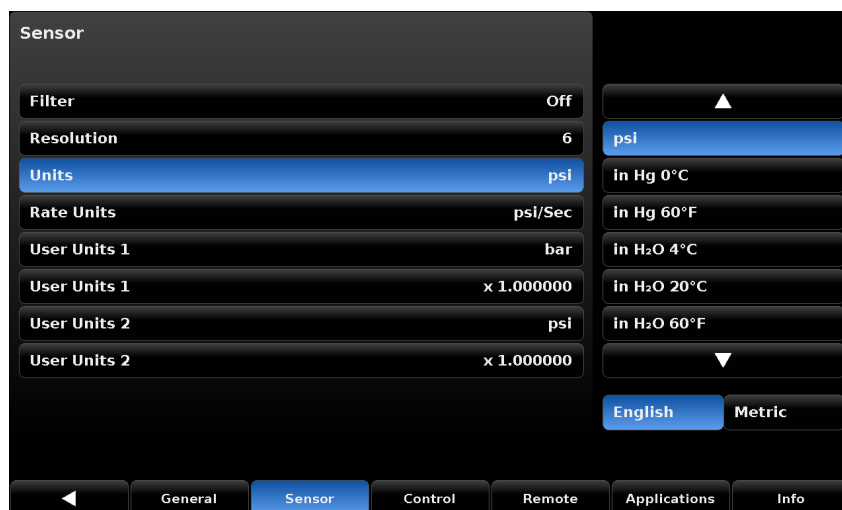 Sensor
Filter Off
Resolution 6
Units psi
Rate Units psi/Sec
User Units 1 bar
User Units 1 x 1.000000
User Units 2 psi
User Units 2 x 1.000000
psi
in Hg 0°C
in Hg 60°F
in H₂O 4°C
in H₂O 20°C
in H₂O 60°F
English Metric
General Sensor Control Remote Applications Info